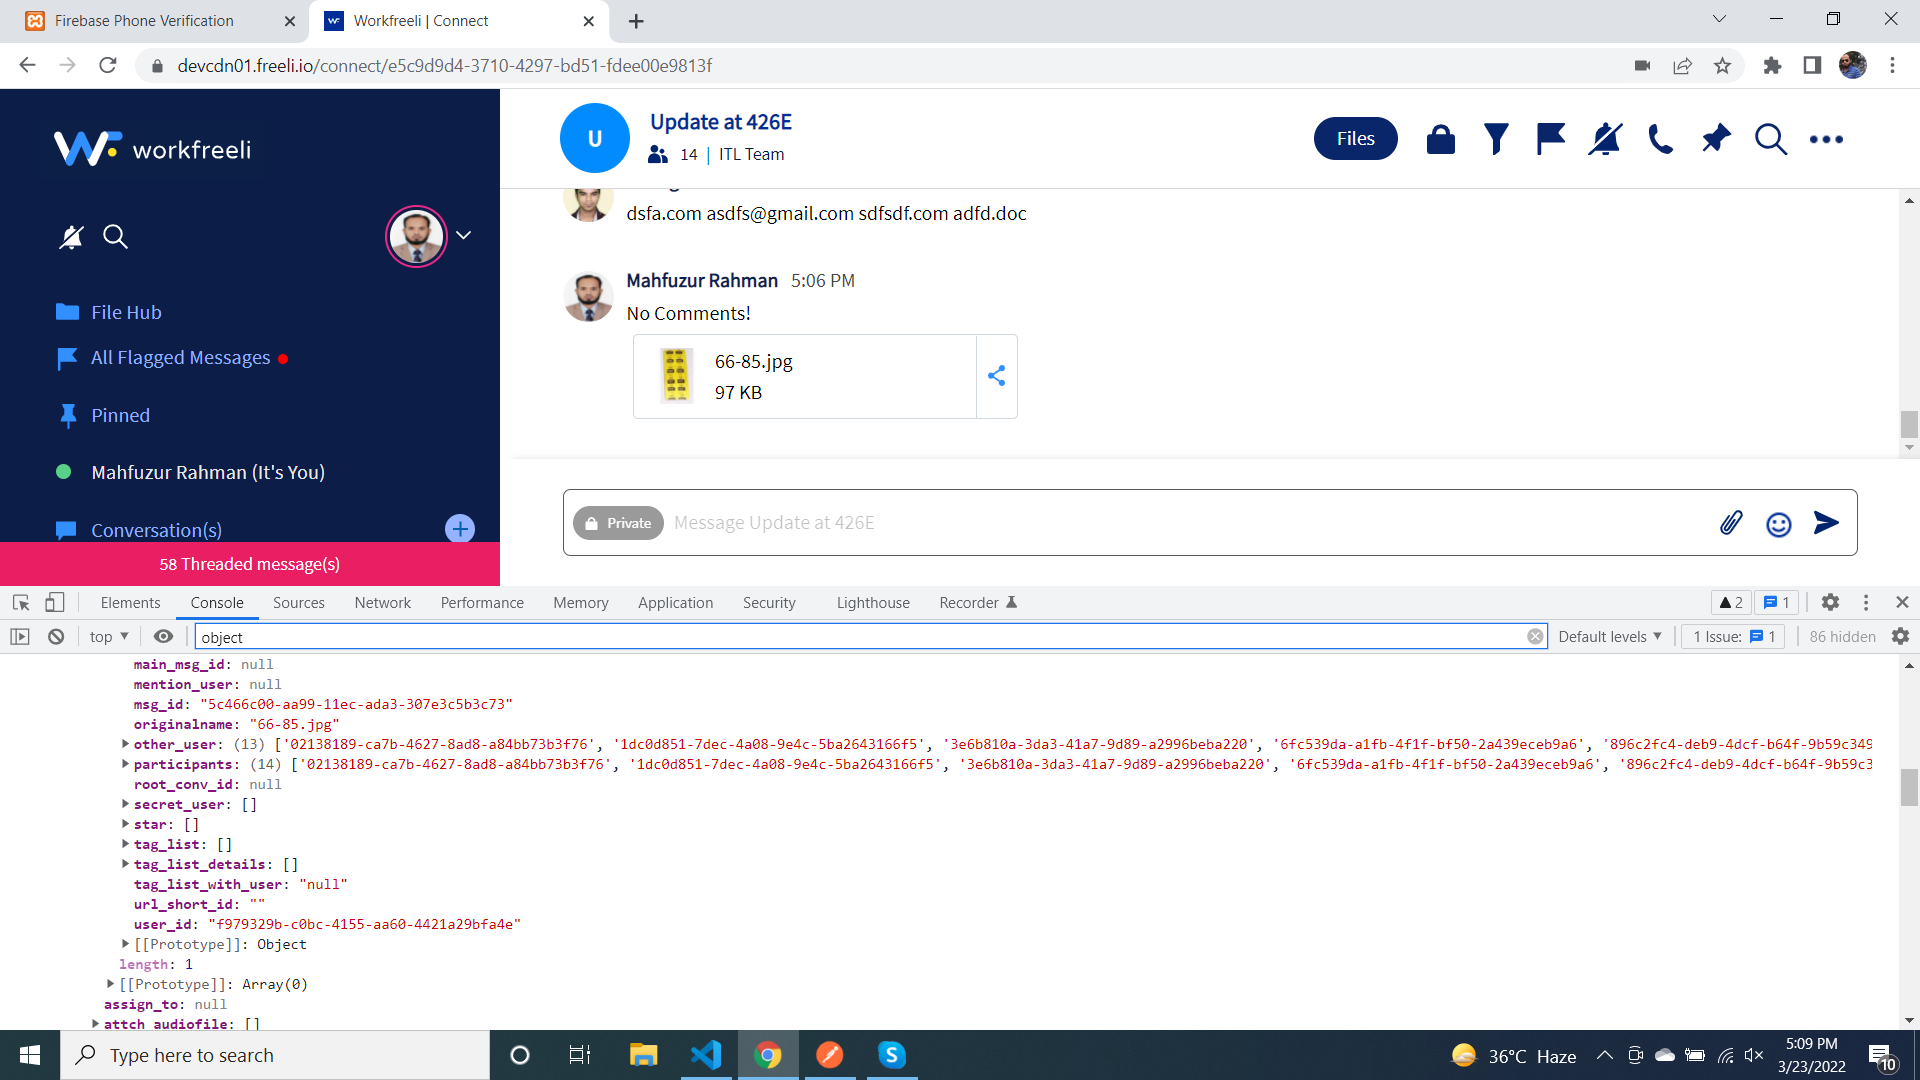 Firebase Phone Verification
Workfreeli | Connect
devcdn01.freeli.io/connect/e5c9d9d4-3710-4297-bd51-fdee00e9813f
workfreeli
File Hub
All Flagged Messages
Pinned
Mahfuzur Rahman (It's You)
Conversation(s)
58 Threaded message(s)
U
Update at 426E
14 | ITL Team
Files
dsfa.com asdfs@gmail.com sdfsdf.com adfd.doc
Mahfuzur Rahman 5:06 PM
No Comments!
66-85.jpg
97 KB
Private Message Update at 426E
Elements Console Sources Network Performance Memory Application Security Lighthouse Recorder 2 1
top object Default levels 1 Issue: 1 86 hidden
main_msg_id: null
mention_user: null
msg_id: "5c466c00-aa99-11ec-ada3-307e3c5b3c73"
originalname: "66-85.jpg"
other_user: (13) ['02138189-ca7b-4627-8ad8-a84bb73b3f76', '1dc0d851-7dec-4a08-9e4c-5ba2643166f5', '3e6b810a-3da3-41a7-9d89-a2996beba220', '6fc539da-a1fb-4f1f-bf50-2a439eceb9a6', '896c2fc4-deb9-4dcf-b64f-9b59c349
participants: (14) ['02138189-ca7b-4627-8ad8-a84bb73b3f76', '1dc0d851-7dec-4a08-9e4c-5ba2643166f5', '3e6b810a-3da3-41a7-9d89-a2996beba220', '6fc539da-a1fb-4f1f-bf50-2a439eceb9a6', '896c2fc4-deb9-4dcf-b64f-9b59c3
root_conv_id: null
secret_user: []
star: []
tag_list: []
tag_list_details: []
tag_list_with_user: "null"
url_short_id: ""
user_id: "f979329b-c0bc-4155-aa60-4421a29bfa4e"
[[Prototype]]: Object
length: 1
[[Prototype]]: Array(0)
assign_to: null
attch_audiofile: []
Type here to search
36°C Haze
5:09 PM
3/23/2022
10